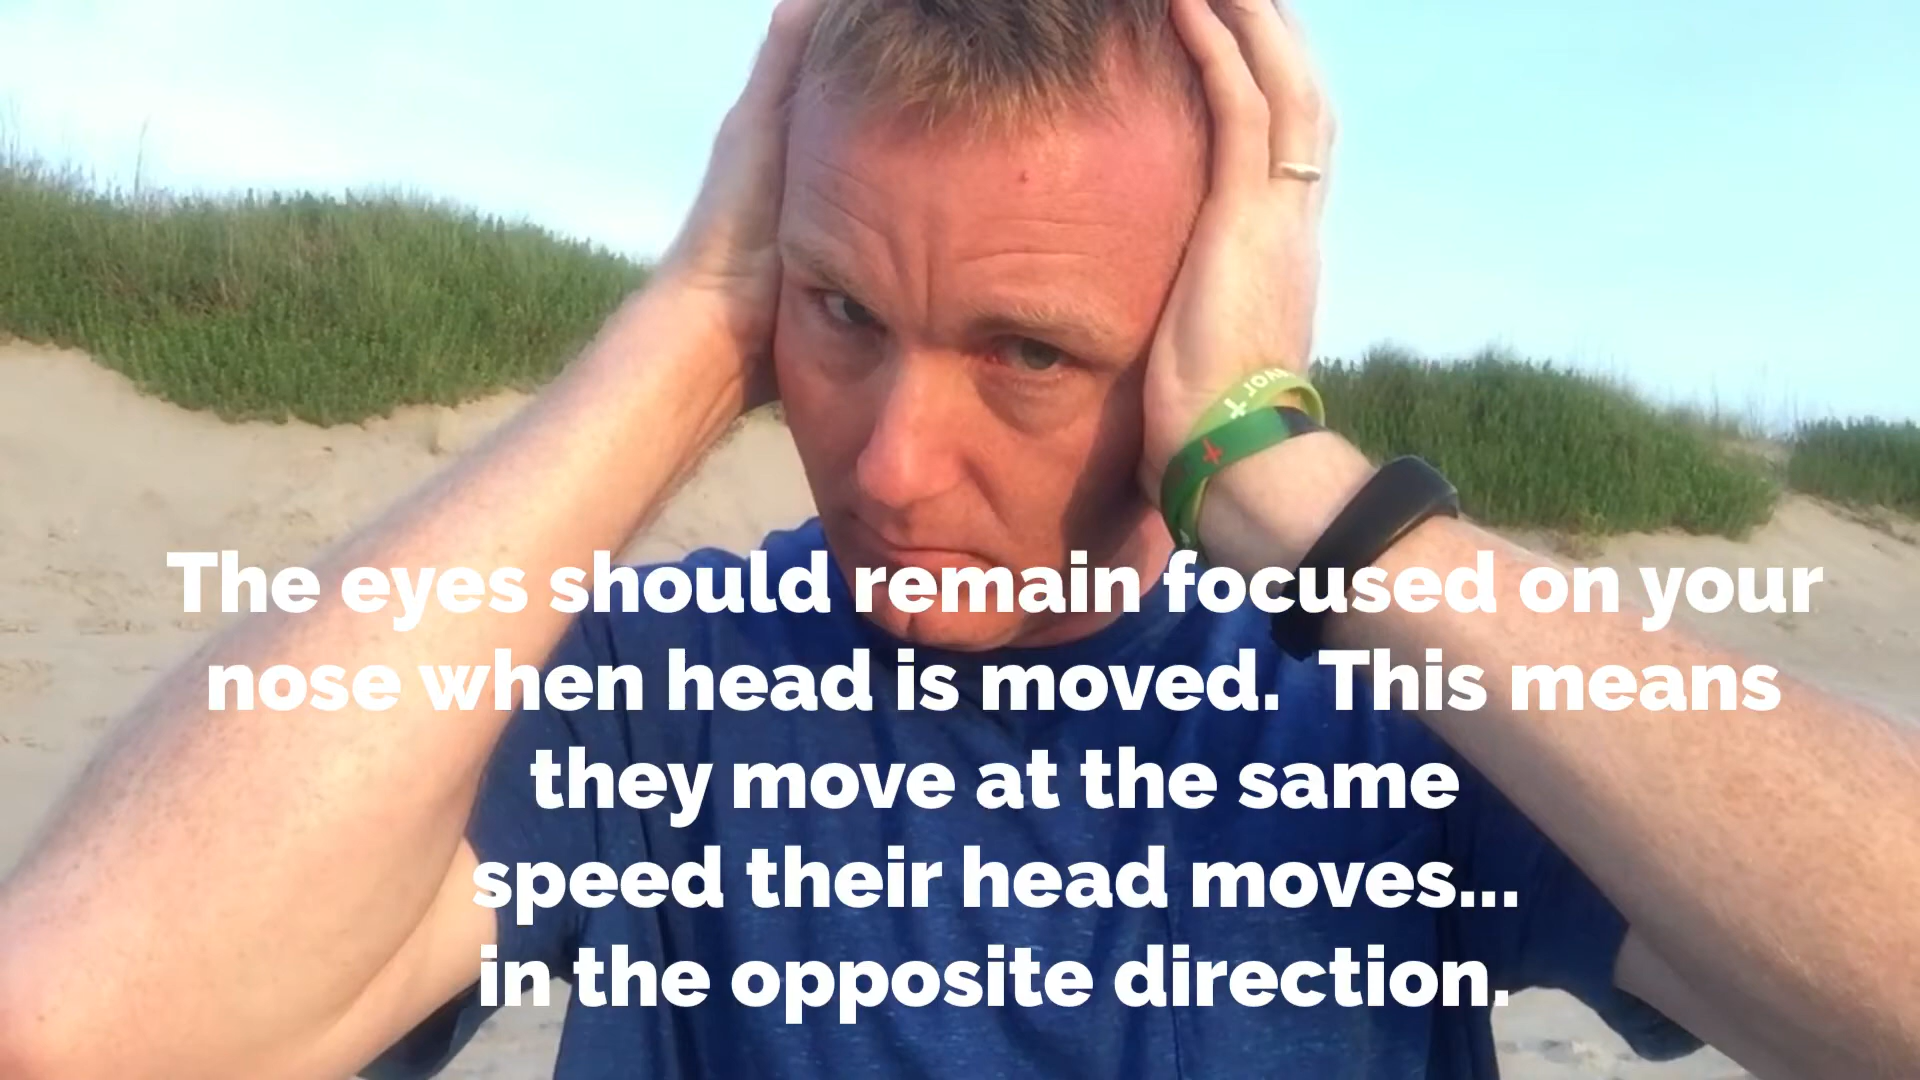 The eyes should remain focused on your
nose when head is moved.  This means
they move at the same
speed their head moves...
in the opposite direction.